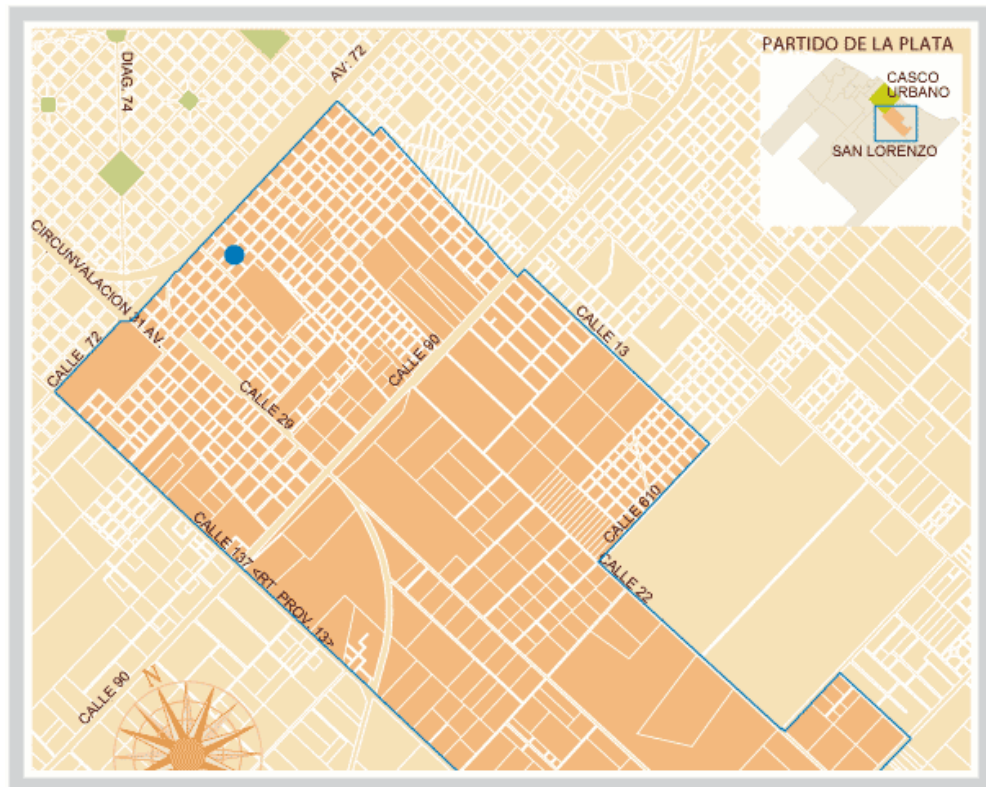 DIAG. 74
AV: 72
PARTIDO DE LA PLATA
CASCO
URBANO
SAN LORENZO
CIRCUNVALACION 31 AV.
CALLE 72
CALLE 13
CALLE 90
CALLE 29
CALLE 610
CALLE 22
CALLE 137 <RT. PROV. 13>
CALLE 90
N